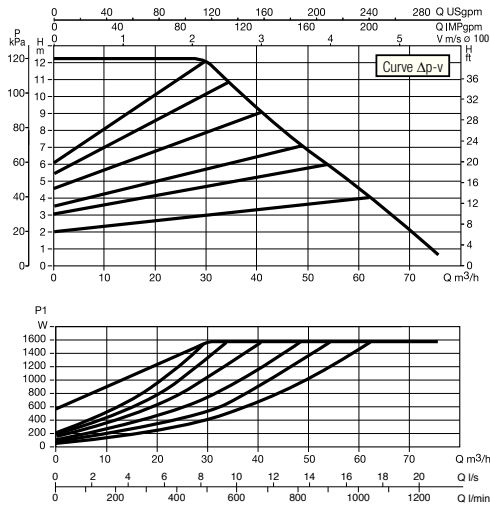 0 40 80 120 160 200 240 280 Q USgpm
0 40 80 120 160 200 Q IMPgpm
0 1 2 3 4 5 V m/s ø 100
P kPa H m H ft
Curve Δp-v
120 12 36
100 11 32
10 28
80 9 24
8 20
60 7 16
6 12
40 5 8
4 4
20 3 0
2
1
0 0
0 10 20 30 40 50 60 70 Q m³/h
P1
W
1600
1400
1200
1000
800
600
400
200
0
0 10 20 30 40 50 60 70 Q m³/h
0 2 4 6 8 10 12 14 16 18 20 Q l/s
0 200 400 600 800 1000 1200 Q l/min